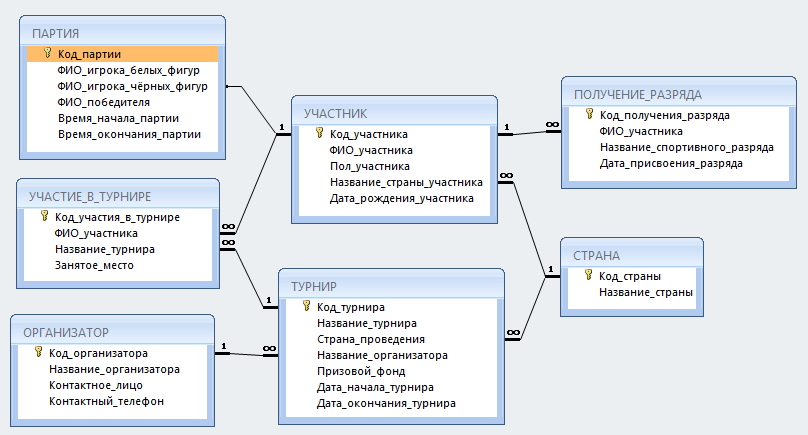 ПАРТИЯ
Код_партии
ФИО_игрока_белых_фигур
ФИО_игрока_чёрных_фигур
ФИО_победителя
Время_начала_партии
Время_окончания_партии
УЧАСТНИК
Код_участника
ФИО_участника
Пол_участника
Название_страны_участника
Дата_рождения_участника
ПОЛУЧЕНИЕ_РАЗРЯДА
Код_получения_разряда
ФИО_участника
Название_спортивного_разряда
Дата_присвоения_разряда
УЧАСТИЕ_В_ТУРНИРЕ
Код_участия_в_турнире
ФИО_участника
Название_турнира
Занятое_место
ТУРНИР
Код_турнира
Название_турнира
Страна_проведения
Название_организатора
Призовой_фонд
Дата_начала_турнира
Дата_окончания_турнира
СТРАНА
Код_страны
Название_страны
ОРГАНИЗАТОР
Код_организатора
Название_организатора
Контактное_лицо
Контактный_телефон
1
1
∞
∞
∞
∞
1
1
∞
1
∞